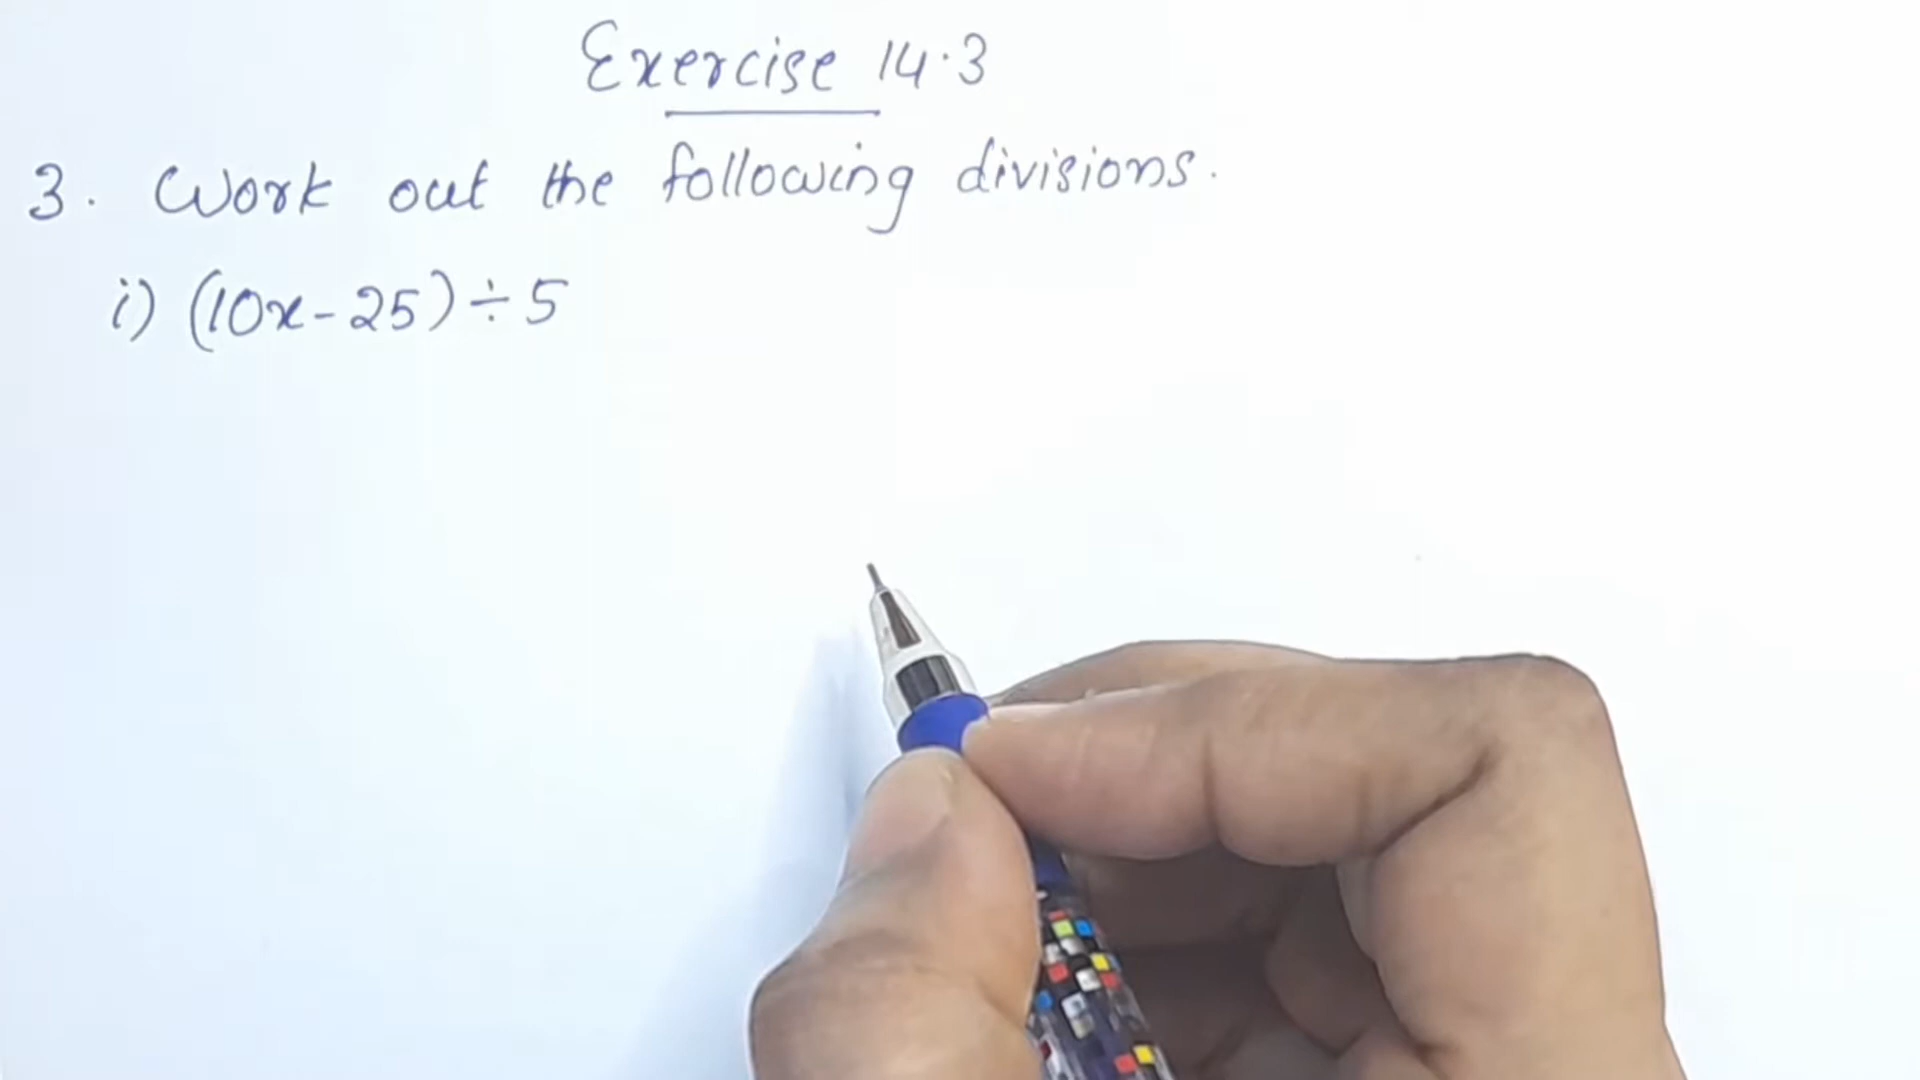 Exercise 14.3
3. Work out the following divisions.
i) (10x - 25) ÷ 5